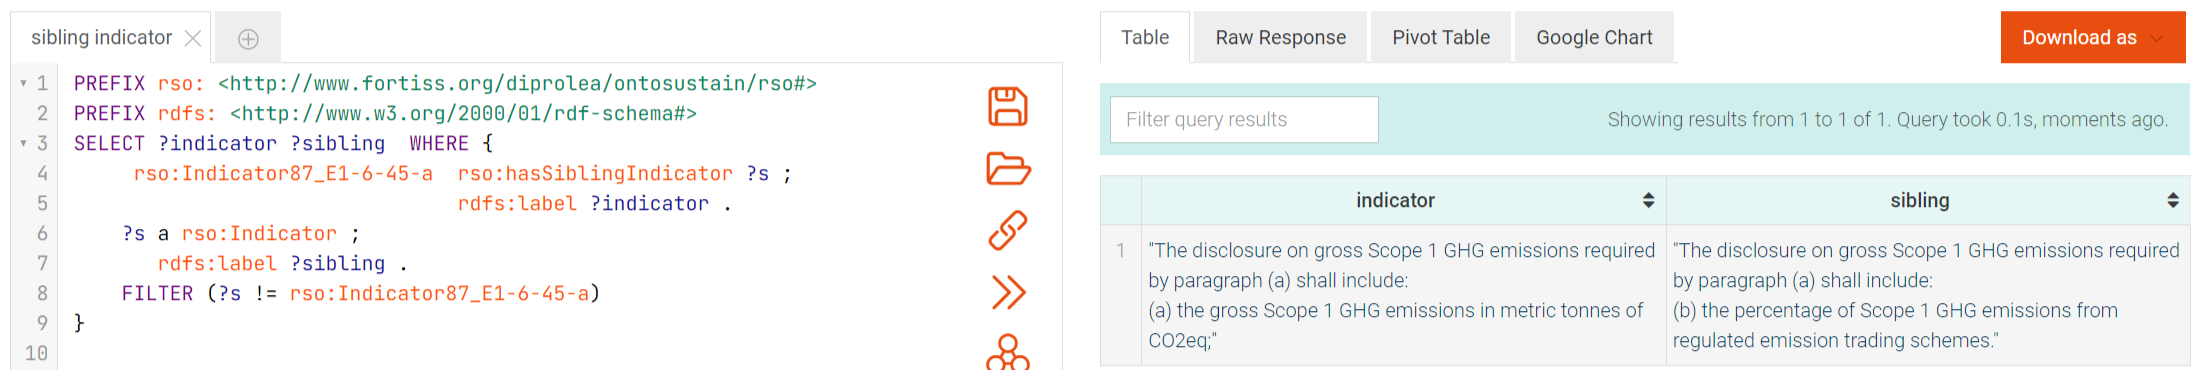 sibling indicator
1 PREFIX rso: <http://www.fortiss.org/diprolea/ontosustain/rso#>
2 PREFIX rdfs: <http://www.w3.org/2000/01/rdf-schema#>
3 SELECT ?indicator ?sibling  WHERE {
4      rso:Indicator87_E1-6-45-a  rso:hasSiblingIndicator ?s ;
5                                 rdfs:label ?indicator .
6     ?s a rso:Indicator ;
7        rdfs:label ?sibling .
8     FILTER (?s != rso:Indicator87_E1-6-45-a)
9 }
10
Table Raw Response Pivot Table Google Chart Download as
Filter query results Showing results from 1 to 1 of 1. Query took 0.1s, moments ago.
indicator sibling
1 "The disclosure on gross Scope 1 GHG emissions required
by paragraph (a) shall include:
(a) the gross Scope 1 GHG emissions in metric tonnes of
CO2eq;"
"The disclosure on gross Scope 1 GHG emissions required
by paragraph (a) shall include:
(b) the percentage of Scope 1 GHG emissions from
regulated emission trading schemes."